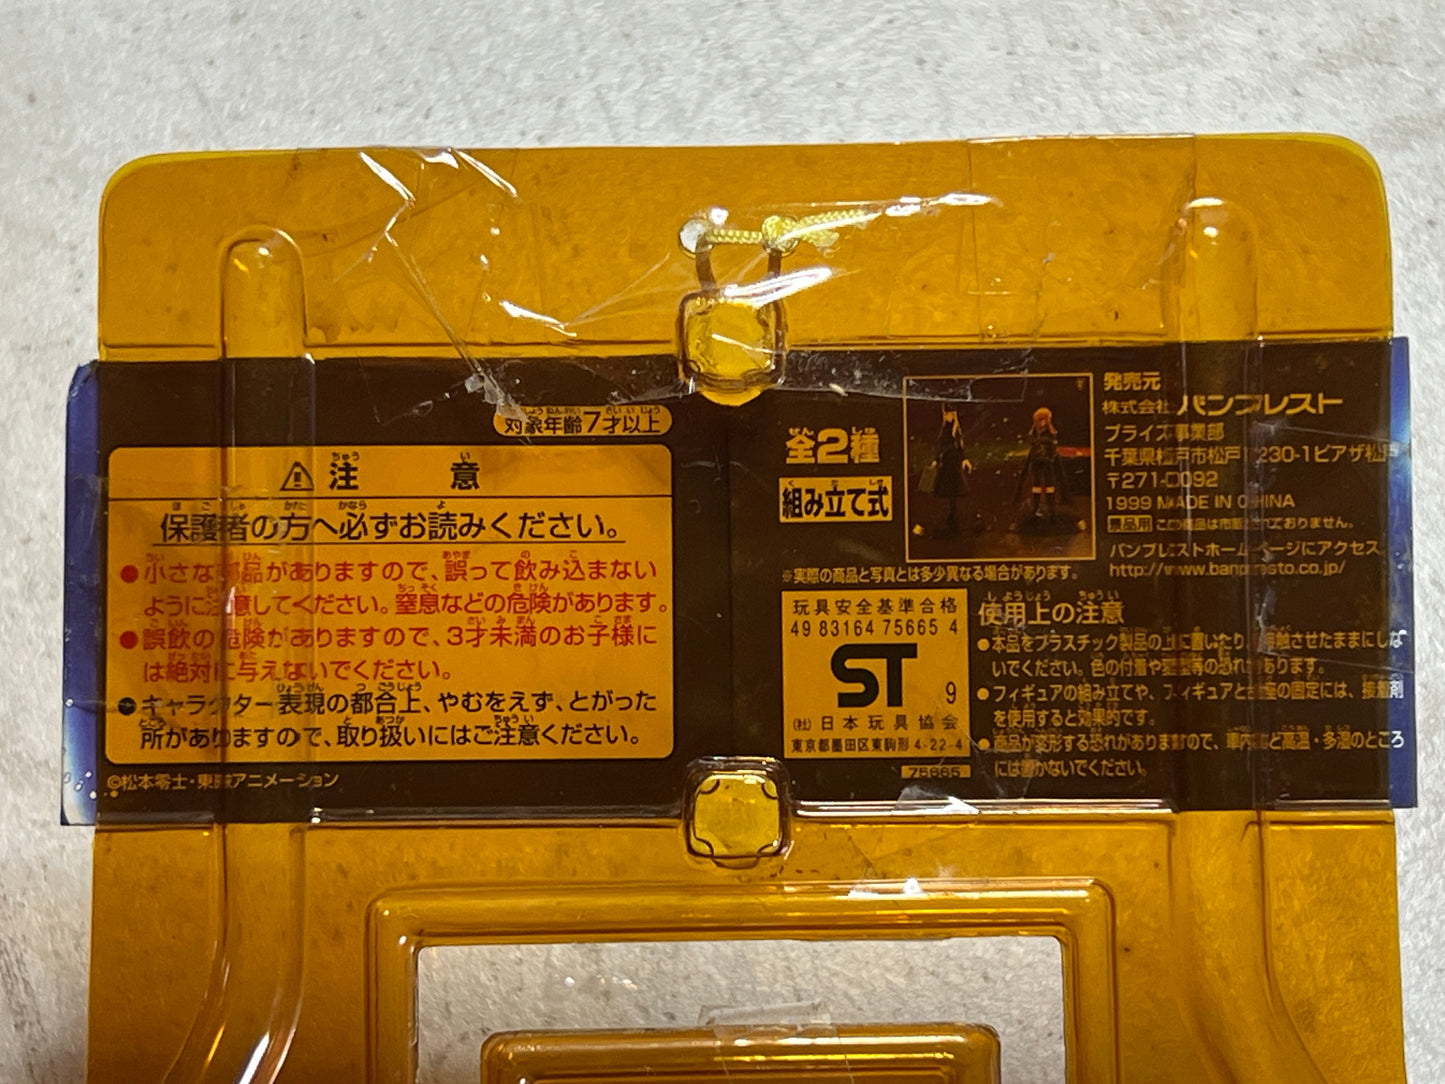 対象年齢7才以上
⚠注意
保護者の方へ必ずお読みください。
●小さな部品がありますので、誤って飲み込まない
ように注意してください。窒息などの危険があります。
●誤飲の危険がありますので、3才未満のお子様に
は絶対に与えないでください。
●キャラクター表現の都合上、やむをえず、とがった
所がありますので、取り扱いにはご注意ください。
©松本零士・東映アニメーション
全2種
組み立て式
※実際の商品と写真とは多少異なる場合があります。
玩具安全基準合格
49 83164 75665 4
ST
9
(社)日本玩具協会
東京都墨田区東駒形4-22-4
75665
発売元
株式会社 バンプレスト
プライズ事業部
千葉県松戸市松戸1230-1ピアザ松戸
〒271-0092
1999 MADE IN CHINA
景品用 この商品は市販されておりません。
バンプレストホームページにアクセス
http://www.banpresto.co.jp/
使用上の注意
●本品をプラスチック製品の上に置いたり、接触させたままにしな
いでください。色の付着や変型等の恐れがあります。
●フィギュアの組み立てや、フィギュアと台座の固定には、接着剤
を使用すると効果的です。
●商品が変形する恐れがありますので、車内など高温・多湿のところ
には置かないでください。